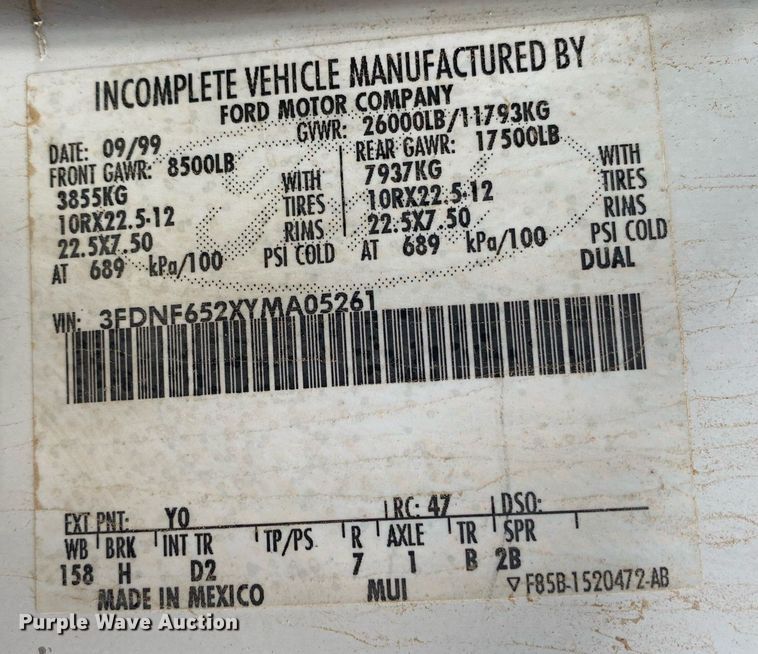 INCOMPLETE VEHICLE MANUFACTURED BY
FORD MOTOR COMPANY
DATE: 09/99 GVWR: 26000LB/11793KG
FRONT GAWR: 8500LB REAR GAWR: 17500LB
3855KG WITH 7937KG WITH
10RX22.5-12 TIRES 10RX22.5-12 TIRES
22.5X7.50 RIMS 22.5X7.50 RIMS
AT 689 kPa/100 PSI COLD AT 689 kPa/100 PSI COLD
DUAL
VIN: 3FDNF652XYMA05261
EXT PNT: Y0 RC: 47 DSO:
WB BRK INT TR TP/PS R AXLE TR SPR
158 H D2 7 1 B 2B
MADE IN MEXICO MUI ▽F85B-1520472-AB
Purple Wave Auction